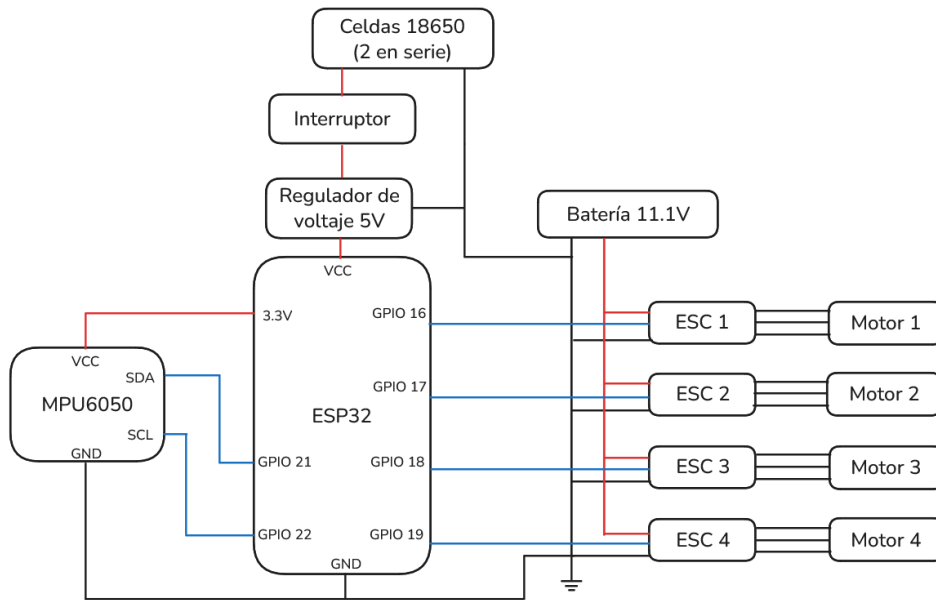 Celdas 18650
(2 en serie)
Interruptor
Regulador de
voltaje 5V
Batería 11.1V
VCC
3.3V
GPIO 16
ESC 1
Motor 1
VCC
SDA
MPU6050
SCL
GND
GPIO 17
ESC 2
Motor 2
ESP32
GPIO 21
GPIO 18
ESC 3
Motor 3
GPIO 22
GPIO 19
ESC 4
Motor 4
GND